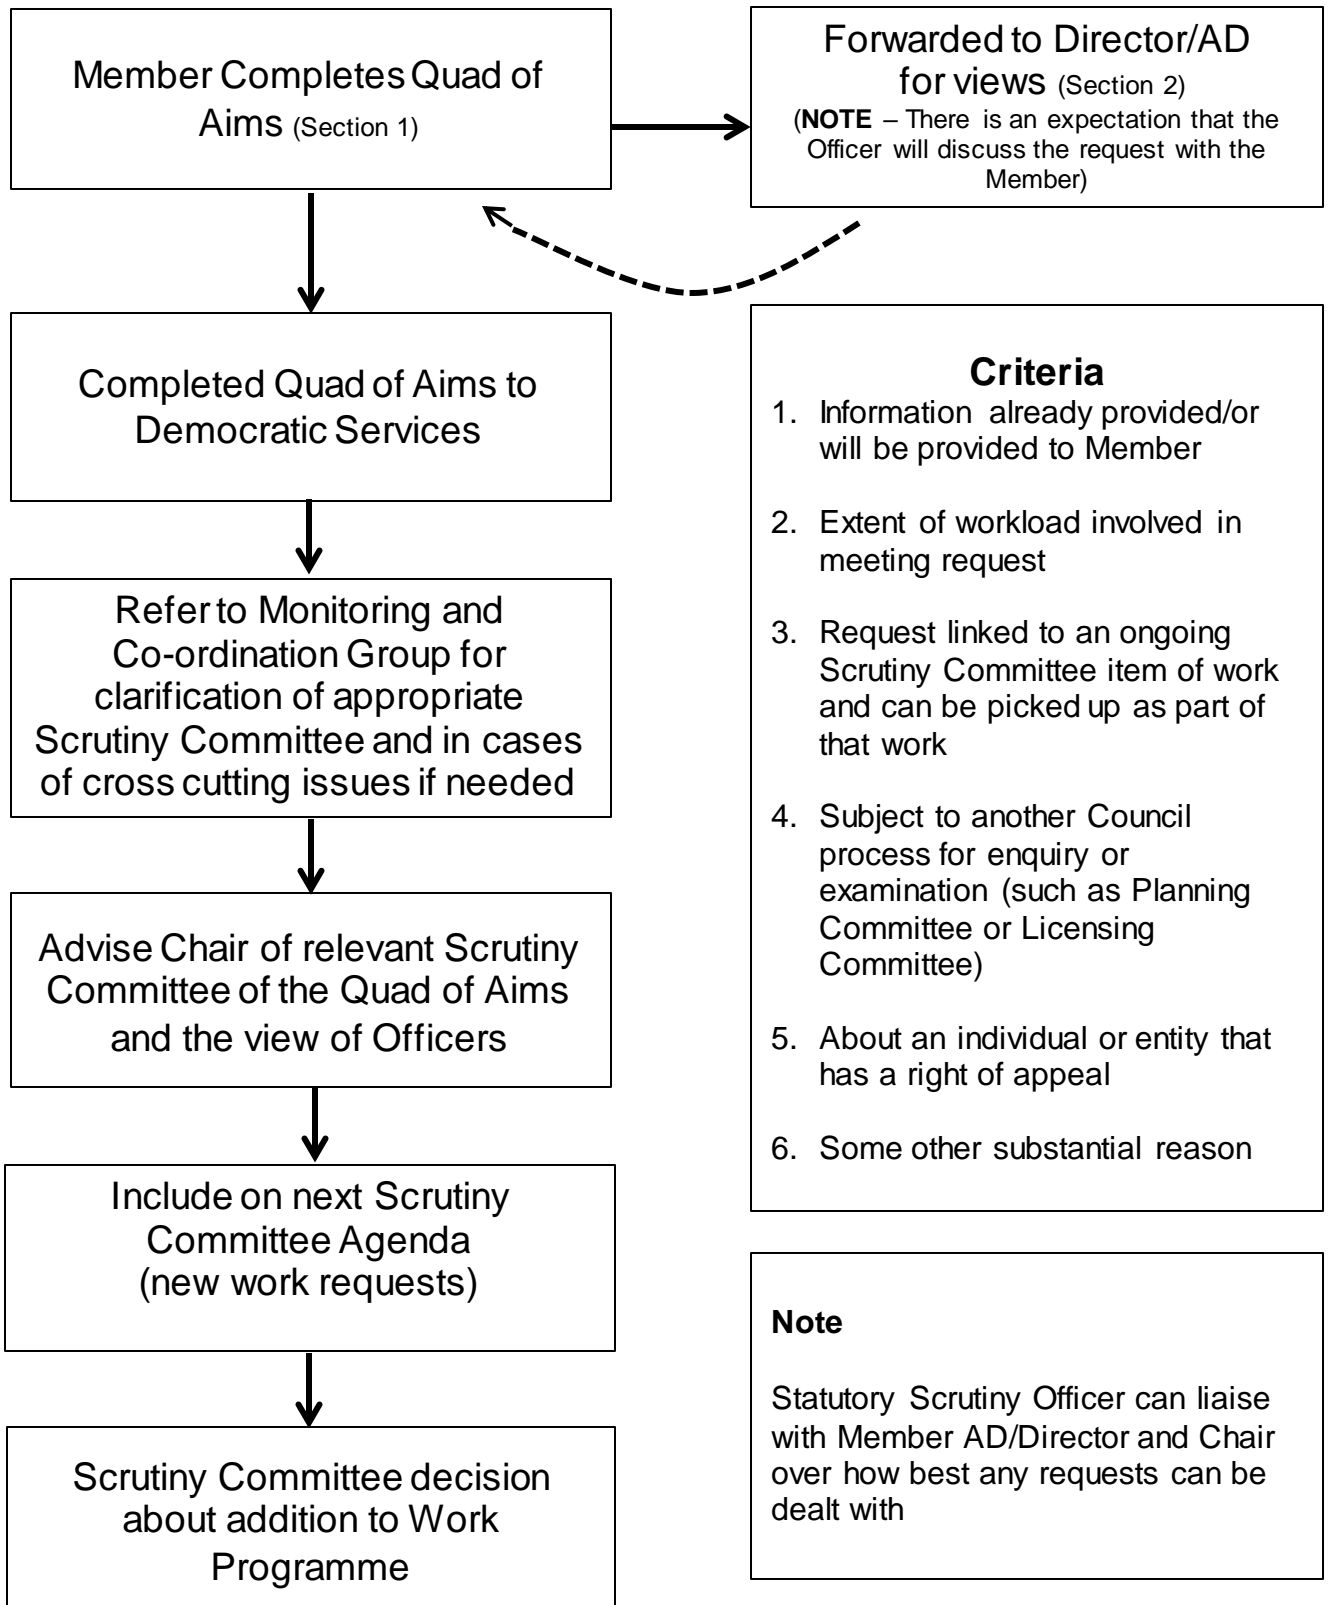 Member Completes Quad of
Aims (Section 1)
Forwarded to Director/AD
for views (Section 2)
(NOTE – There is an expectation that the
Officer will discuss the request with the
Member)
Completed Quad of Aims to
Democratic Services
Refer to Monitoring and
Co-ordination Group for
clarification of appropriate
Scrutiny Committee and in cases
of cross cutting issues if needed
Advise Chair of relevant Scrutiny
Committee of the Quad of Aims
and the view of Officers
Include on next Scrutiny
Committee Agenda
(new work requests)
Scrutiny Committee decision
about addition to Work
Programme
Criteria
1. Information already provided/or
will be provided to Member
2. Extent of workload involved in
meeting request
3. Request linked to an ongoing
Scrutiny Committee item of work
and can be picked up as part of
that work
4. Subject to another Council
process for enquiry or
examination (such as Planning
Committee or Licensing
Committee)
5. About an individual or entity that
has a right of appeal
6. Some other substantial reason
Note
Statutory Scrutiny Officer can liaise
with Member AD/Director and Chair
over how best any requests can be
dealt with